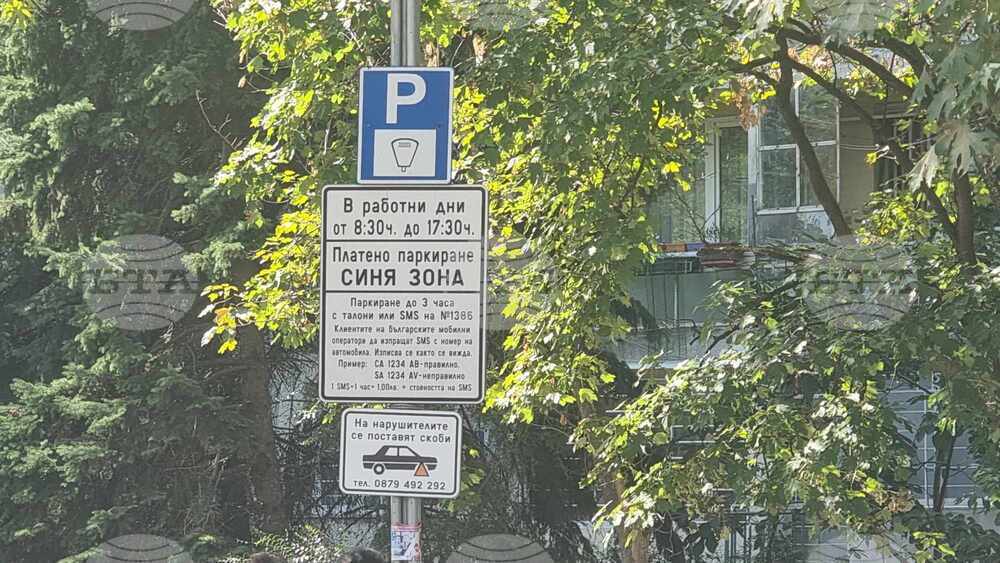 P
В работни дни
от 8:30ч. до 17:30ч.
Платено паркиране
СИНЯ ЗОНА
Паркиране до 3 часа
с талони или SMS на №1386
Клиентите на българските мобилни
оператори да изпращат SMS с номер на
автомобила. Изписва се както се вижда.
Пример: СА 1234 АВ-правилно,
SA 1234 AV-неправилно
1 SMS=1 час= 1,00лв. + стойността на SMS
На нарушителите
се поставят скоби
тел. 0879 492 292